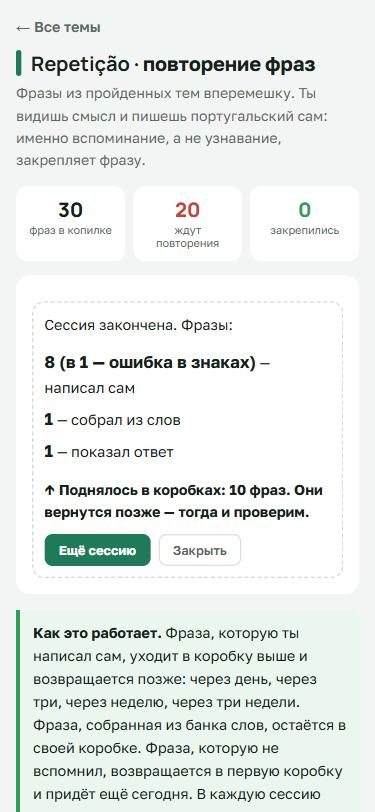 ← Все темы
Repetição · повторение фраз
Фразы из пройденных тем вперемешку. Ты
видишь смысл и пишешь португальский сам:
именно вспоминание, а не узнавание,
закрепляет фразу.
30
фраз в копилке
20
ждут
повторения
0
закрепились
Сессия закончена. Фразы:
8 (в 1 — ошибка в знаках) —
написал сам
1 — собрал из слов
1 — показал ответ
↑ Поднялось в коробках: 10 фраз. Они
вернутся позже — тогда и проверим.
Ещё сессию
Закрыть
Как это работает. Фраза, которую ты
написал сам, уходит в коробку выше и
возвращается позже: через день, через
три, через неделю, через три недели.
Фраза, собранная из банка слов, остаётся в
своей коробке. Фраза, которую не
вспомнил, возвращается в первую коробку
и придёт ещё сегодня. В каждую сессию